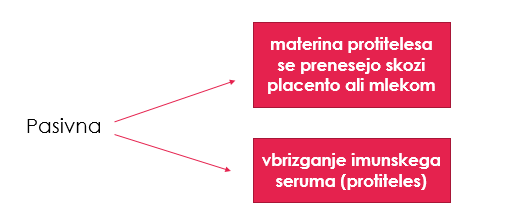 materina protitelesa
se prenesejo skozi
placento ali mlekom
Pasivna
vbrizganje imunskega
seruma (protiteles)